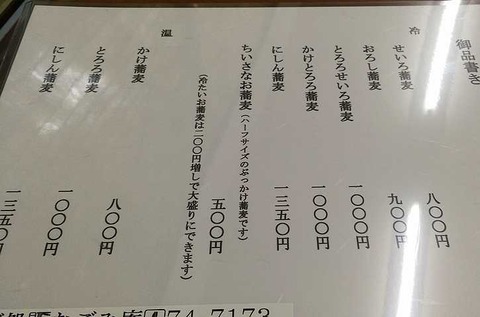 御品書き
冷
せいろ蕎麦 八〇〇円
おろし蕎麦 九〇〇円
とろろせいろ蕎麦 一〇〇〇円
かけとろろ蕎麦 一〇〇〇円
にしん蕎麦 一三五〇円
ちいさなお蕎麦(ハーフサイズのぶっかけ蕎麦です) 五〇〇円
(冷たいお蕎麦は二〇〇円増しで大盛りにできます)
温
かけ蕎麦 八〇〇円
とろろ蕎麦 一〇〇〇円
にしん蕎麦 一三五〇円
74-7173